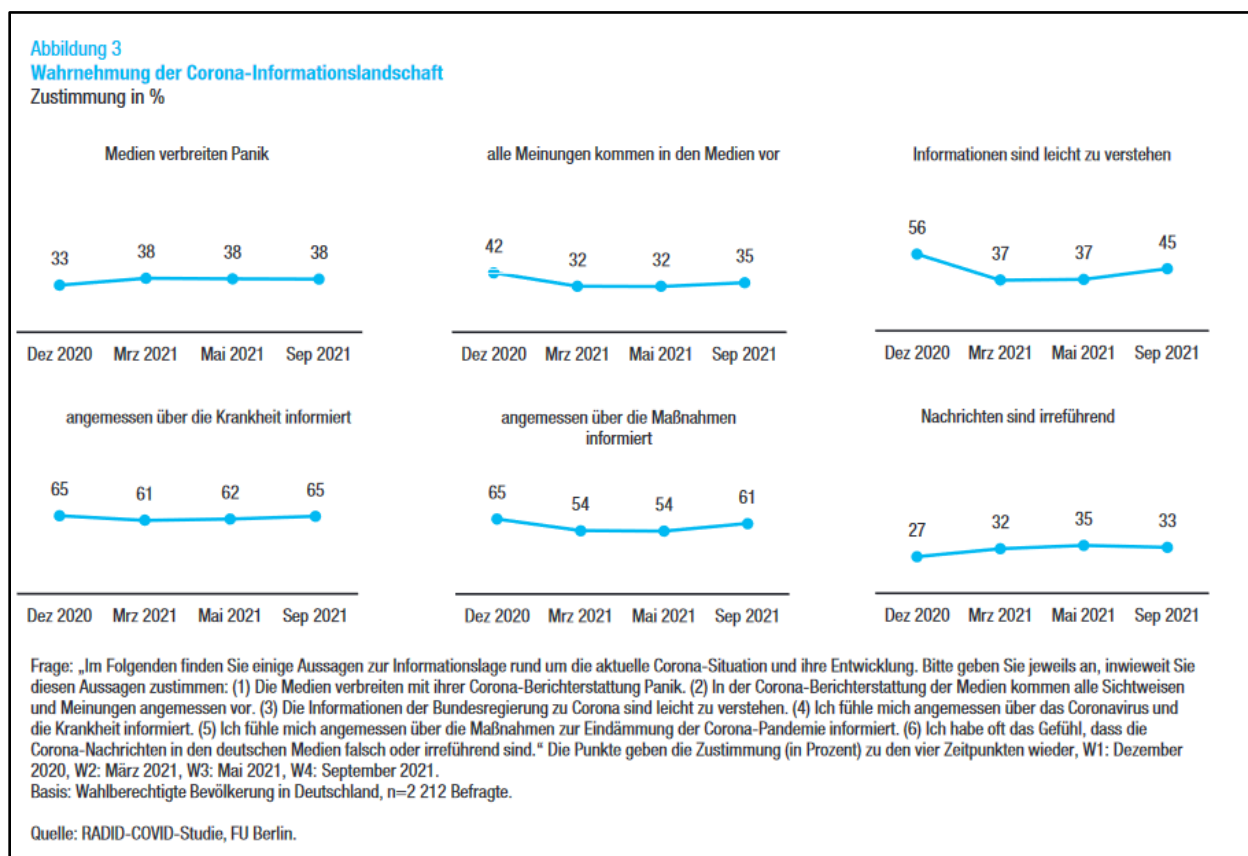 Abbildung 3
Wahrnehmung der Corona-Informationslandschaft
Zustimmung in %
Medien verbreiten Panik
33 38 38 38
Dez 2020 Mrz 2021 Mai 2021 Sep 2021
alle Meinungen kommen in den Medien vor
42 32 32 35
Dez 2020 Mrz 2021 Mai 2021 Sep 2021
Informationen sind leicht zu verstehen
56 37 37 45
Dez 2020 Mrz 2021 Mai 2021 Sep 2021
angemessen über die Krankheit informiert
65 61 62 65
Dez 2020 Mrz 2021 Mai 2021 Sep 2021
angemessen über die Maßnahmen
informiert
65 54 54 61
Dez 2020 Mrz 2021 Mai 2021 Sep 2021
Nachrichten sind irreführend
27 32 35 33
Dez 2020 Mrz 2021 Mai 2021 Sep 2021
Frage: „Im Folgenden finden Sie einige Aussagen zur Informationslage rund um die aktuelle Corona-Situation und ihre Entwicklung. Bitte geben Sie jeweils an, inwieweit Sie
diesen Aussagen zustimmen: (1) Die Medien verbreiten mit ihrer Corona-Berichterstattung Panik. (2) In der Corona-Berichterstattung der Medien kommen alle Sichtweisen
und Meinungen angemessen vor. (3) Die Informationen der Bundesregierung zu Corona sind leicht zu verstehen. (4) Ich fühle mich angemessen über das Coronavirus und
die Krankheit informiert. (5) Ich fühle mich angemessen über die Maßnahmen zur Eindämmung der Corona-Pandemie informiert. (6) Ich habe oft das Gefühl, dass die
Corona-Nachrichten in den deutschen Medien falsch oder irreführend sind.“ Die Punkte geben die Zustimmung (in Prozent) zu den vier Zeitpunkten wieder, W1: Dezember
2020, W2: März 2021, W3: Mai 2021, W4: September 2021.
Basis: Wahlberechtigte Bevölkerung in Deutschland, n=2 212 Befragte.
Quelle: RADID-COVID-Studie, FU Berlin.